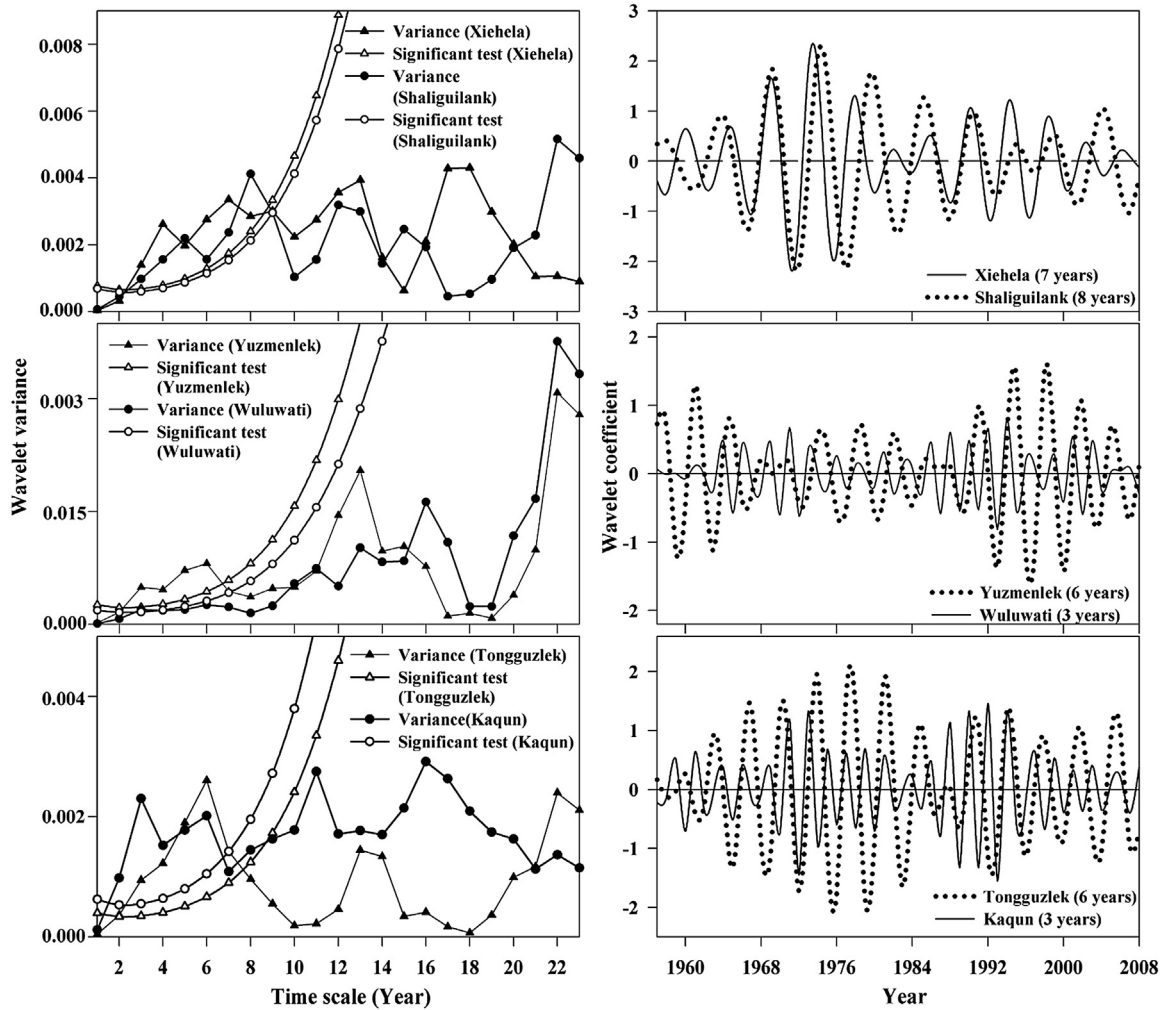 Wavelet variance
0.008
0.006
0.004
0.002
0.000
Variance (Xiehela)
Significant test (Xiehela)
Variance
(Shaliguilank)
Significant test
(Shaliguilank)
3
2
1
0
-1
-2
-3
Xiehela (7 years)
Shaliguilank (8 years)
0.003
0.0015
0.000
Variance (Yuzmenlek)
Significant test
(Yuzmenlek)
Variance (Wuluwati)
Significant test
(Wuluwati)
Wavelet coefficient
2
1
0
-1
-2
Yuzmenlek (6 years)
Wuluwati (3 years)
0.004
0.002
0.000
Variance (Tongguzlek)
Significant test
(Tongguzlek)
Variance(Kaqun)
Significant test (Kaqun)
2 4 6 8 10 12 14 16 18 20 22
Time scale (Year)
2
1
0
-1
-2
Tongguzlek (6 years)
Kaqun (3 years)
1960 1968 1976 1984 1992 2000 2008
Year